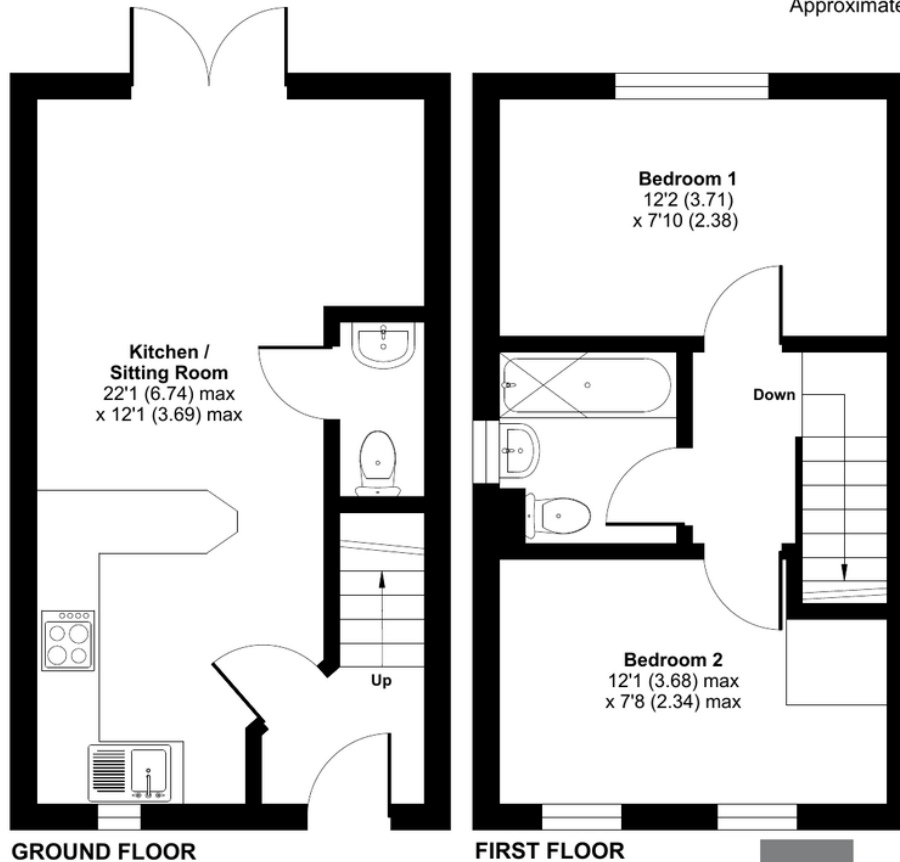 Approximate
Kitchen /
Sitting Room
22'1 (6.74) max
x 12'1 (3.69) max
Up
GROUND FLOOR
Bedroom 1
12'2 (3.71)
x 7'10 (2.38)
Down
Bedroom 2
12'1 (3.68) max
x 7'8 (2.34) max
FIRST FLOOR